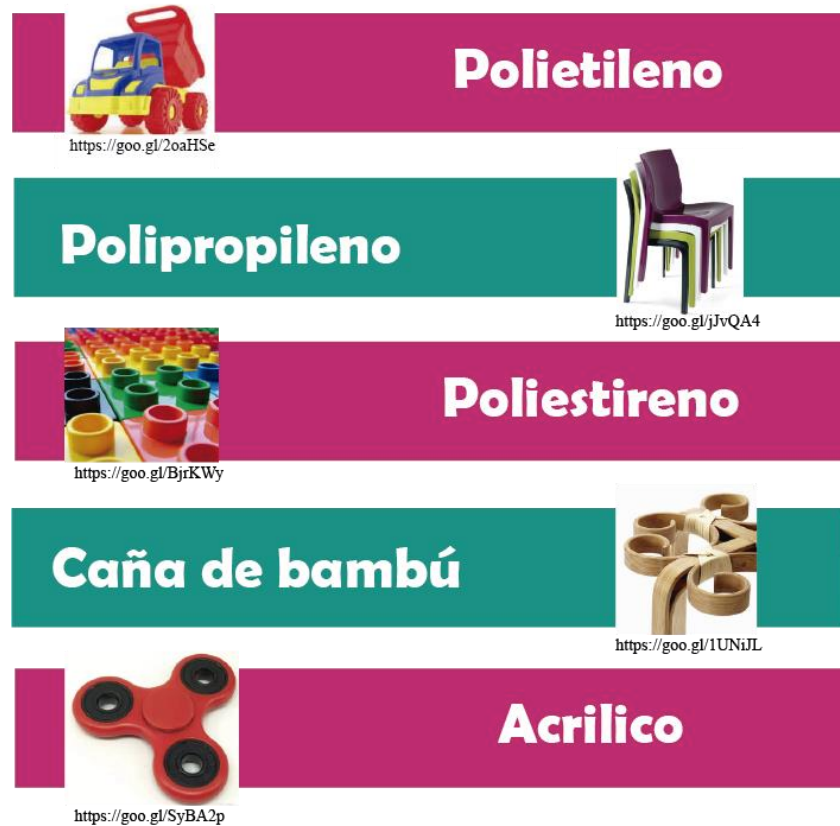 Polietileno
https://goo.gl/2oaHSe
Polipropileno
https://goo.gl/jJvQA4
Poliestireno
https://goo.gl/BjrKWy
Caña de bambú
https://goo.gl/1UNiJL
Acrilico
https://goo.gl/SyBA2p